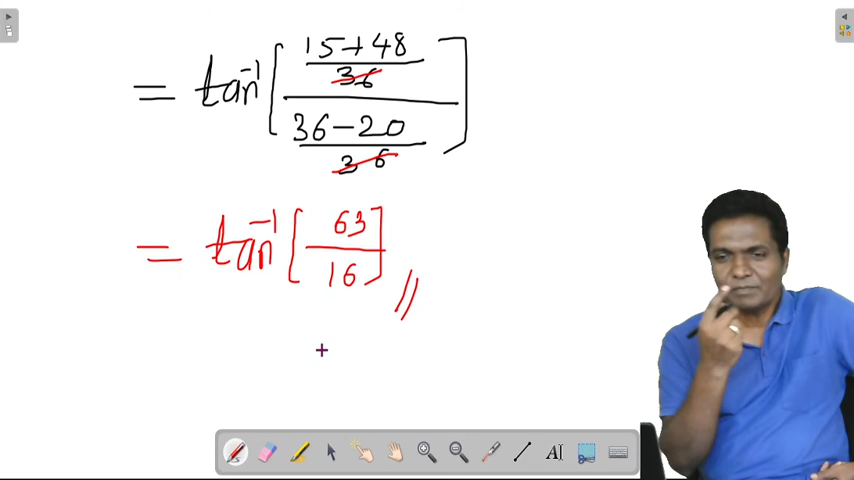 = tan⁻¹ [ (15+48)/36 / (36-20)/36 ]
= tan⁻¹ [ 63/16 ] //